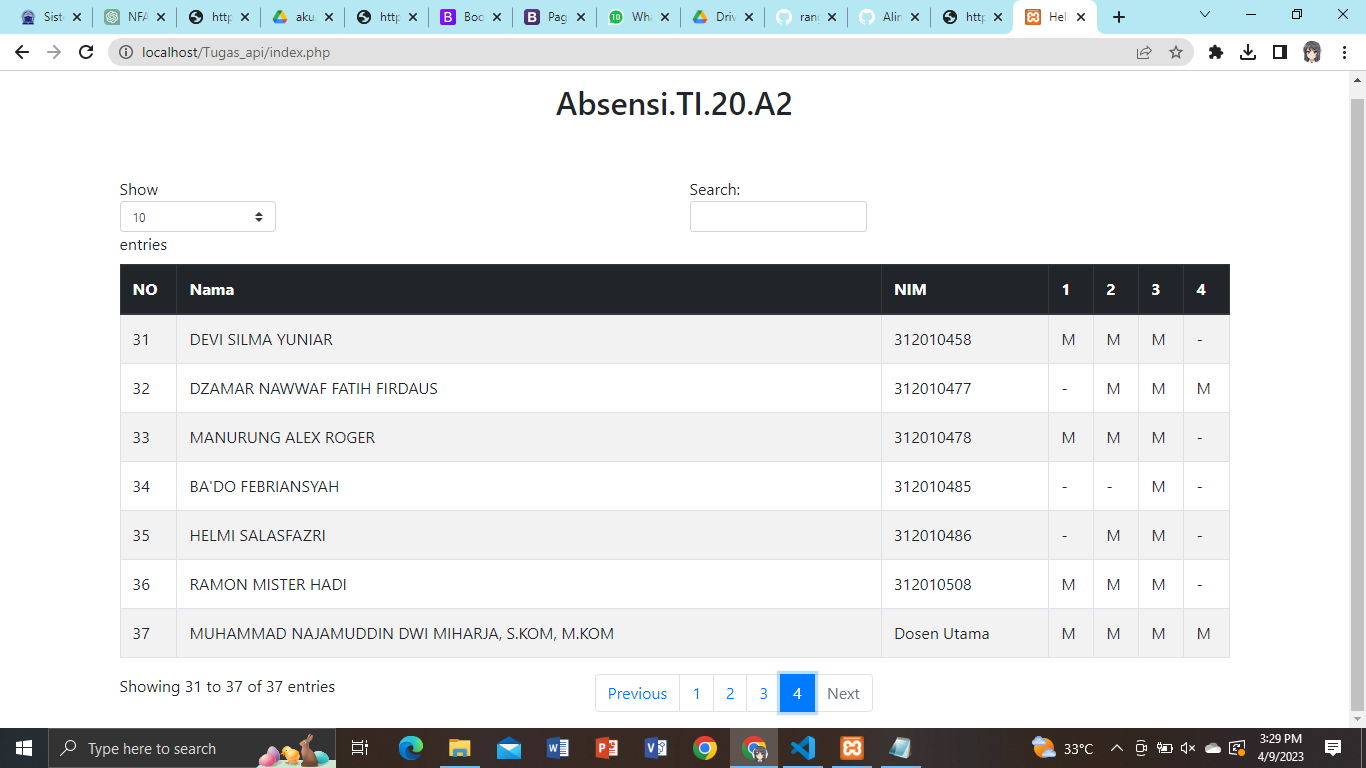 Siste NFA http aku. http Boo Pag Wha Driv rand Alin http Hel
localhost/Tugas_api/index.php
Absensi.TI.20.A2
Show
10
entries
Search:
NO Nama NIM 1 2 3 4
31 DEVI SILMA YUNIAR 312010458 M M M -
32 DZAMAR NAWWAF FATIH FIRDAUS 312010477 - M M M
33 MANURUNG ALEX ROGER 312010478 M M M -
34 BA'DO FEBRIANSYAH 312010485 - - M -
35 HELMI SALASFAZRI 312010486 - M M -
36 RAMON MISTER HADI 312010508 M M M -
37 MUHAMMAD NAJAMUDDIN DWI MIHARJA, S.KOM, M.KOM Dosen Utama M M M M
Showing 31 to 37 of 37 entries
Previous 1 2 3 4 Next
Type here to search
33°C
3:29 PM
4/9/2023